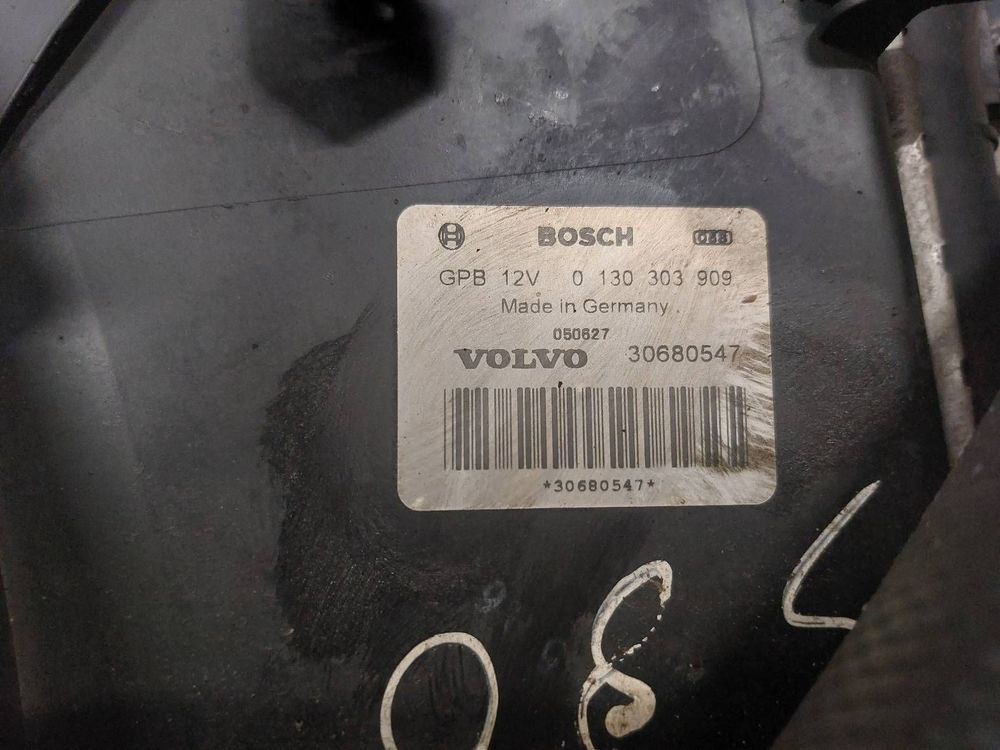 BOSCH
GPB 12V 0 130 303 909
Made in Germany
050627
VOLVO 30680547
*30680547*
08